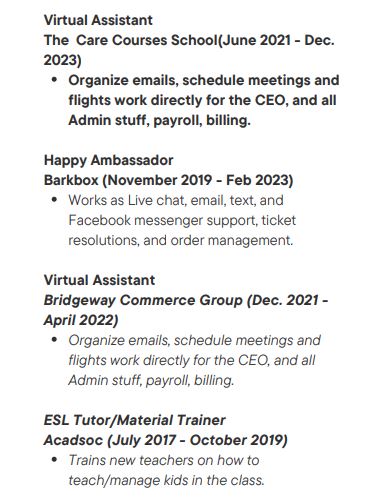 Virtual Assistant
The Care Courses School(June 2021 - Dec.
2023)
• Organize emails, schedule meetings and
flights work directly for the CEO, and all
Admin stuff, payroll, billing.
Happy Ambassador
Barkbox (November 2019 - Feb 2023)
• Works as Live chat, email, text, and
Facebook messenger support, ticket
resolutions, and order management.
Virtual Assistant
Bridgeway Commerce Group (Dec. 2021 -
April 2022)
• Organize emails, schedule meetings and
flights work directly for the CEO, and all
Admin stuff, payroll, billing.
ESL Tutor/Material Trainer
Acadsoc (July 2017 - October 2019)
• Trains new teachers on how to
teach/manage kids in the class.